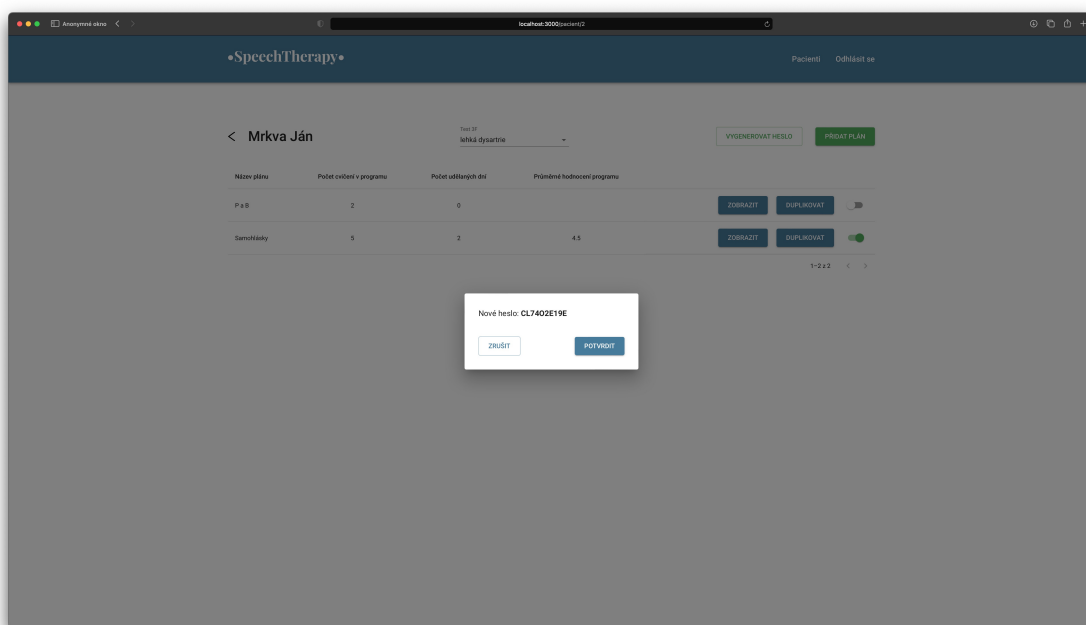 Anonymné okno
localhost:3000/pacient/2
•SpeechTherapy•
Pacienti Odhlásit se
Mrkva Ján
Test 3F
lehká dysartrie
VYGENEROVAT HESLO
PŘIDAT PLÁN
Název plánu Počet cvičení v programu Počet udělaných dní Průměrné hodnocení programu
P a B 2 0 ZOBRAZIT DUPLIKOVAT
Samohlásky 5 2 4.5 ZOBRAZIT DUPLIKOVAT
1–2 z 2
Nové heslo: CL74O2E19E
ZRUŠIT POTVRDIT